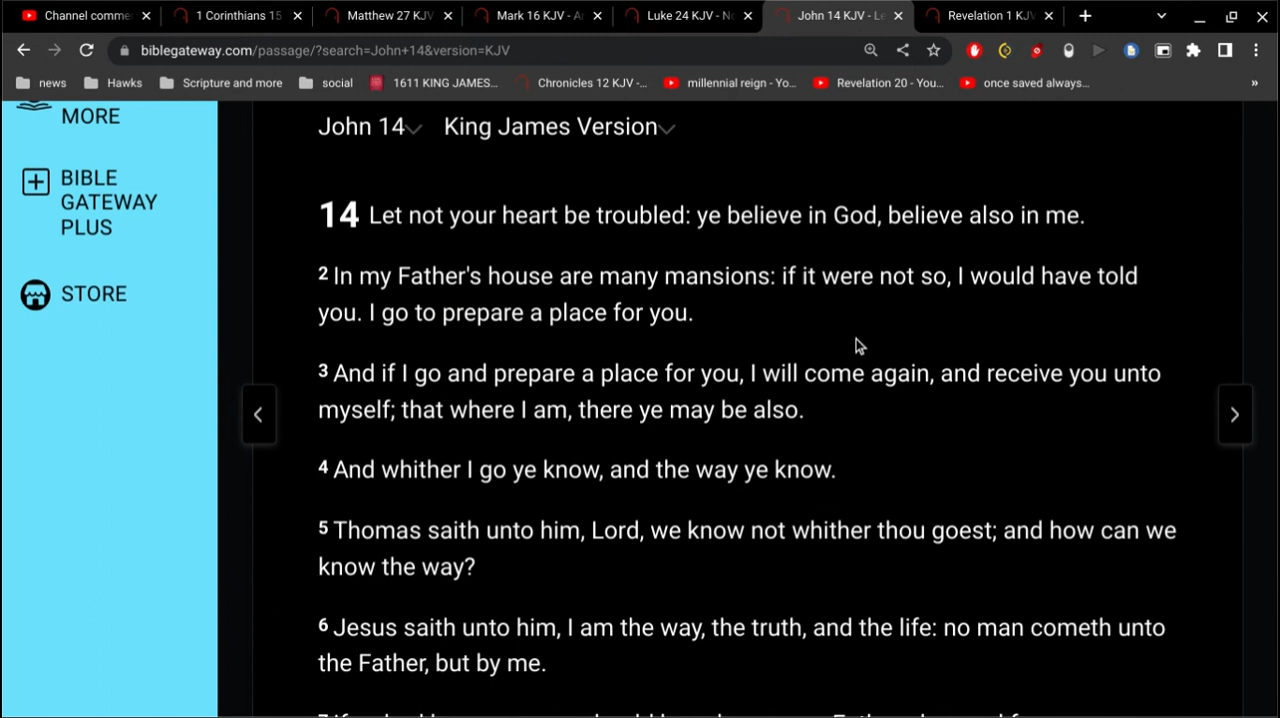 Channel comme
1 Corinthians 15
Matthew 27 KJV
Mark 16 KJV - A
Luke 24 KJV - N
John 14 KJV - Le
Revelation 1 KJ
biblegateway.com/passage/?search=John+14&version=KJV
news
Hawks
Scripture and more
social
1611 KING JAMES...
Chronicles 12 KJV -...
millennial reign - Yo...
Revelation 20 - You...
once saved always...
»
MORE
BIBLE
GATEWAY
PLUS
STORE
John 14 King James Version
14 Let not your heart be troubled: ye believe in God, believe also in me.
2 In my Father's house are many mansions: if it were not so, I would have told
you. I go to prepare a place for you.
3 And if I go and prepare a place for you, I will come again, and receive you unto
myself; that where I am, there ye may be also.
4 And whither I go ye know, and the way ye know.
5 Thomas saith unto him, Lord, we know not whither thou goest; and how can we
know the way?
6 Jesus saith unto him, I am the way, the truth, and the life: no man cometh unto
the Father, but by me.